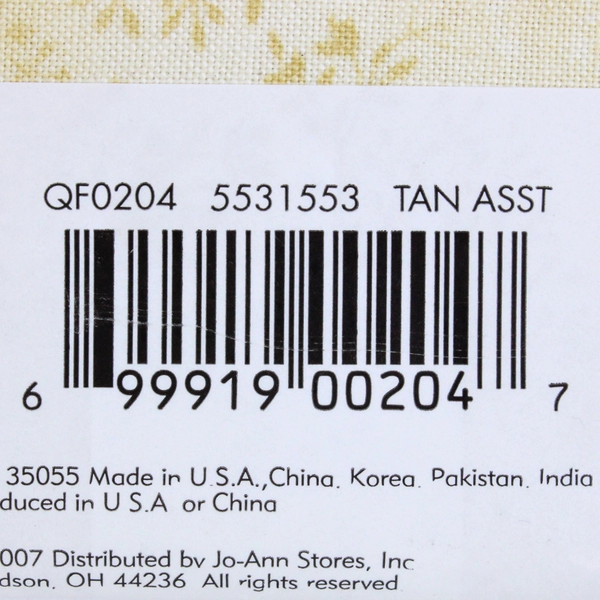 QF0204 5531553 TAN ASST
6 99919 00204 7
35055 Made in U.S.A.,China. Korea. Pakistan. India
duced in U S.A or China
007 Distributed by Jo-Ann Stores, Inc
dson, OH 44236 All rights reserved